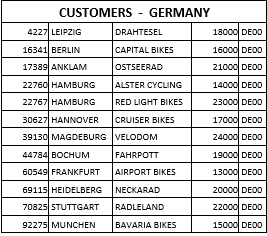 CUSTOMERS - GERMANY
4227 LEIPZIG DRAHTESEL 18000 DE00
16341 BERLIN CAPITAL BIKES 16000 DE00
17389 ANKLAM OSTSEERAD 21000 DE00
22760 HAMBURG ALSTER CYCLING 14000 DE00
22767 HAMBURG RED LIGHT BIKES 23000 DE00
30627 HANNOVER CRUISER BIKES 17000 DE00
39130 MAGDEBURG VELODOM 24000 DE00
44784 BOCHUM FAHRPOTT 19000 DE00
60549 FRANKFURT AIRPORT BIKES 13000 DE00
69115 HEIDELBERG NECKARAD 20000 DE00
70825 STUTTGART RADLELAND 22000 DE00
92275 MUNCHEN BAVARIA BIKES 15000 DE00